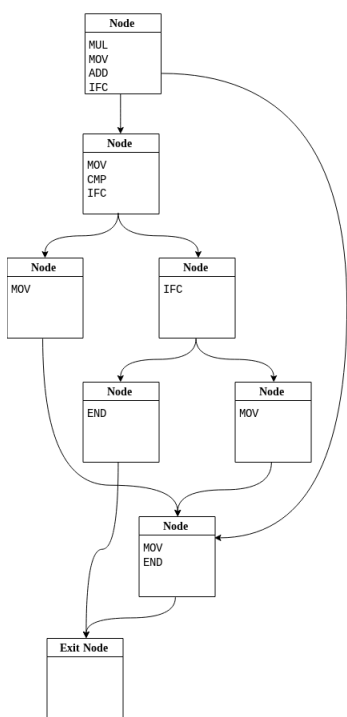 Node
MUL
MOV
ADD
IFC
Node
MOV
CMP
IFC
Node
MOV
Node
IFC
Node
END
Node
MOV
Node
MOV
END
Exit Node